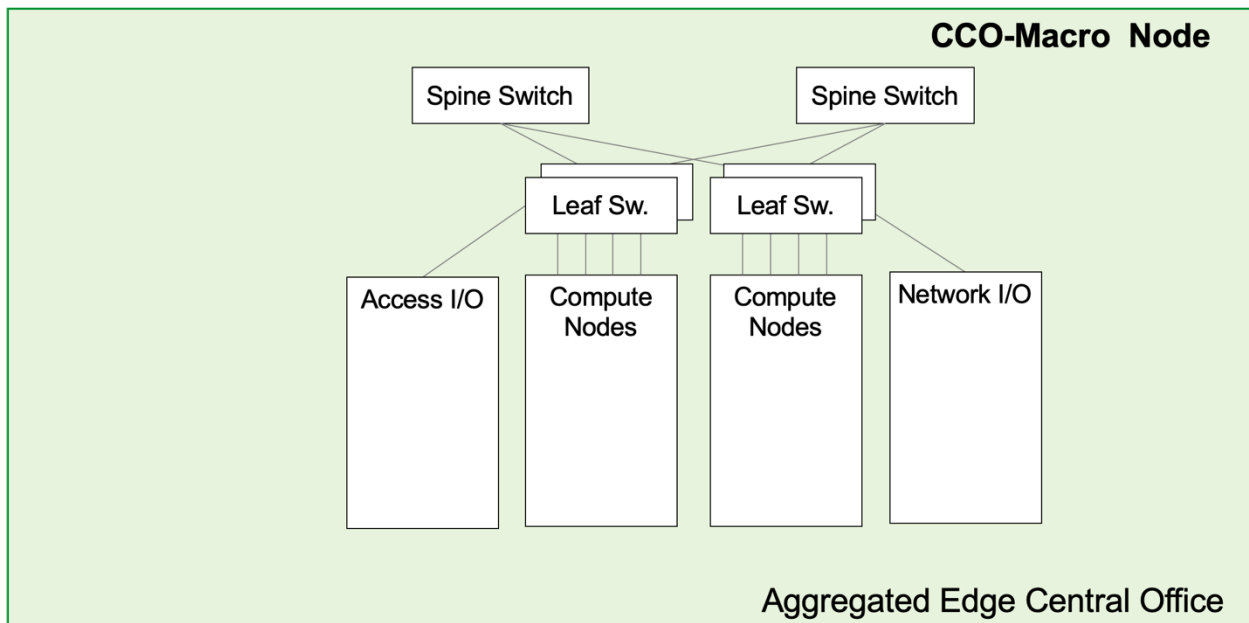 CCO-Macro Node
Spine Switch
Spine Switch
Leaf Sw.
Leaf Sw.
Access I/O
Compute
Nodes
Compute
Nodes
Network I/O
Aggregated Edge Central Office